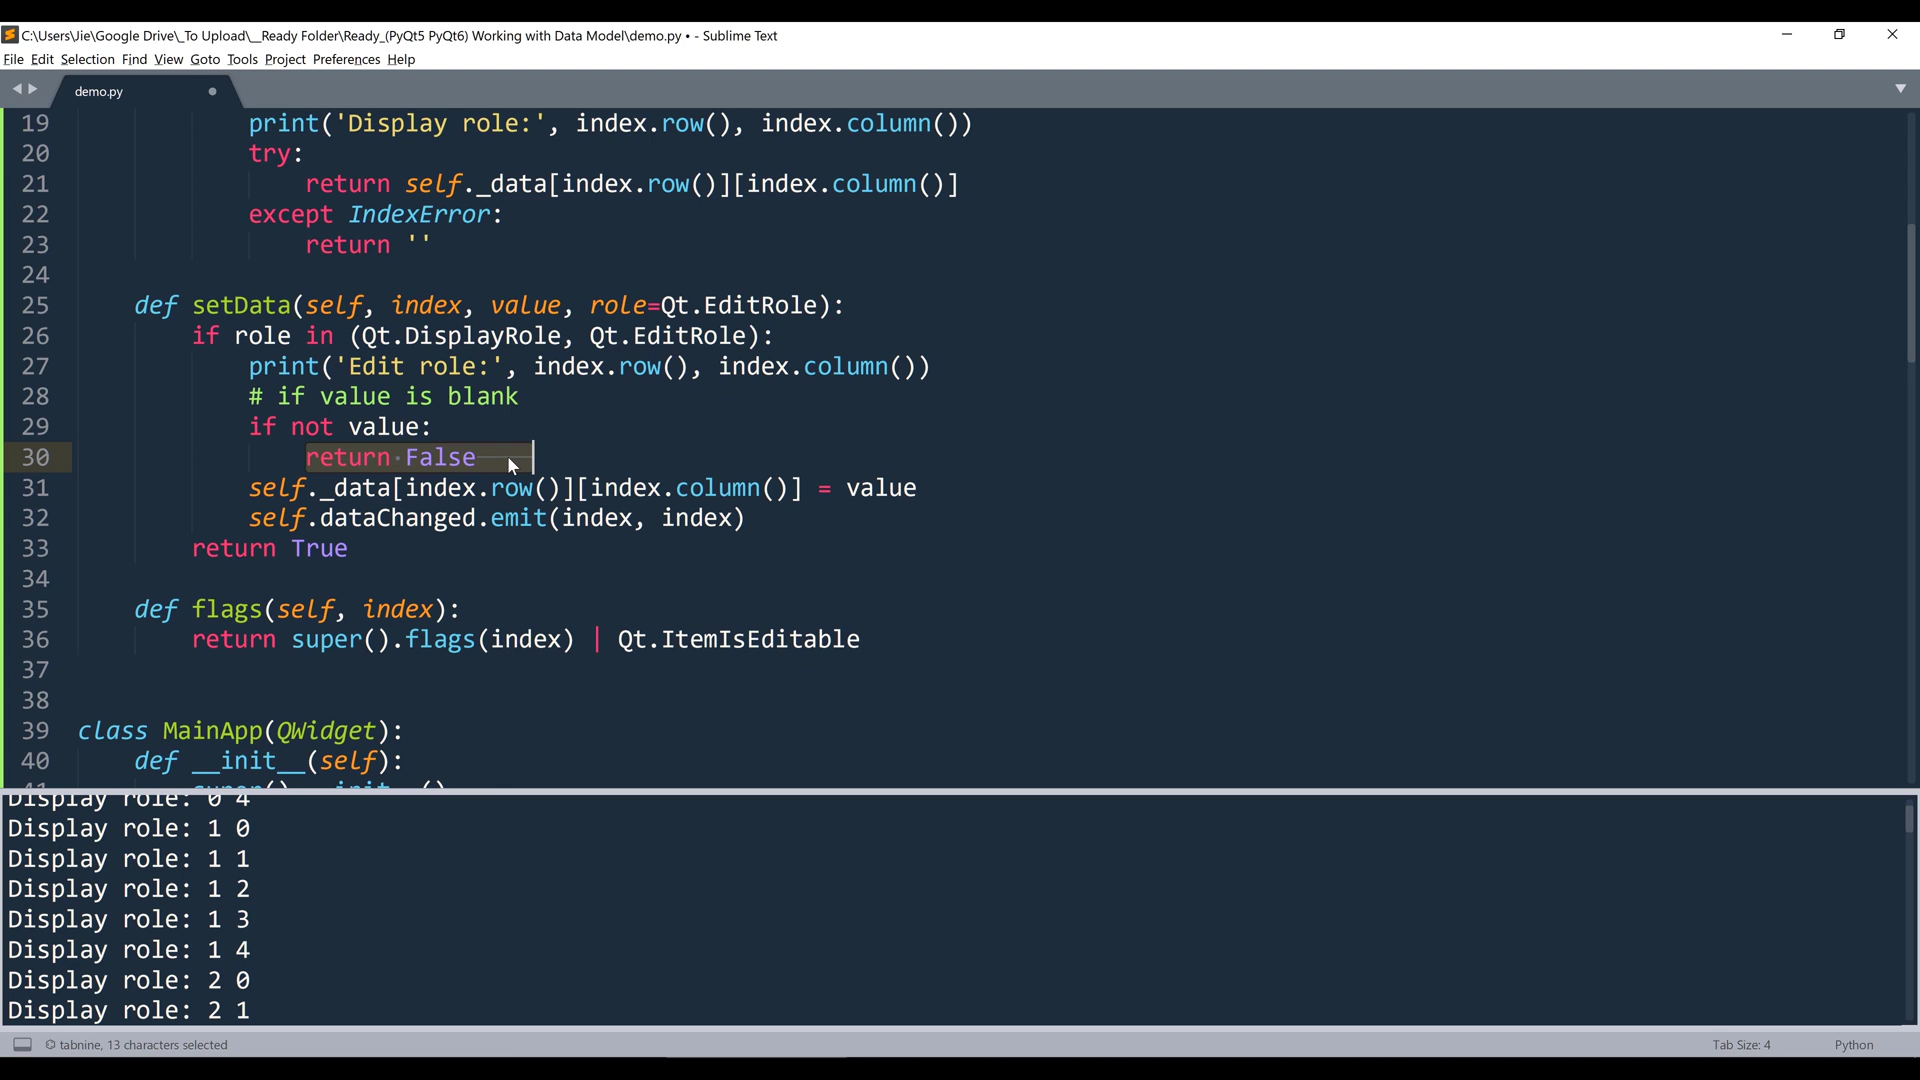 C:\Users\Jie\Google Drive\_To Upload\__Ready Folder\Ready_(PyQt5 PyQt6) Working with Data Model\demo.py • - Sublime Text
File Edit Selection Find View Goto Tools Project Preferences Help
demo.py
19 print('Display role:', index.row(), index.column())
20 try:
21 return self._data[index.row()][index.column()]
22 except IndexError:
23 return ''
24
25 def setData(self, index, value, role=Qt.EditRole):
26 if role in (Qt.DisplayRole, Qt.EditRole):
27 print('Edit role:', index.row(), index.column())
28 # if value is blank
29 if not value:
30 return False
31 self._data[index.row()][index.column()] = value
32 self.dataChanged.emit(index, index)
33 return True
34
35 def flags(self, index):
36 return super().flags(index) | Qt.ItemIsEditable
37
38
39 class MainApp(QWidget):
40 def __init__(self):
41 super().__init__()
Display role: 0 4
Display role: 1 0
Display role: 1 1
Display role: 1 2
Display role: 1 3
Display role: 1 4
Display role: 2 0
Display role: 2 1
tabnine, 13 characters selected
Tab Size: 4
Python